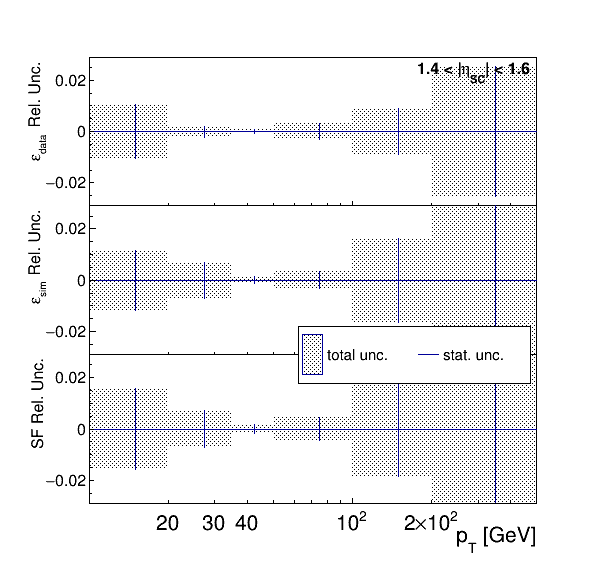 1.4 < |η_SC| < 1.6
ε_data Rel. Unc.
0.02
0
−0.02
ε_sim Rel. Unc.
0.02
0
−0.02
total unc. stat. unc.
SF Rel. Unc.
0.02
0
−0.02
20 30 40 10² 2×10²
p_T [GeV]